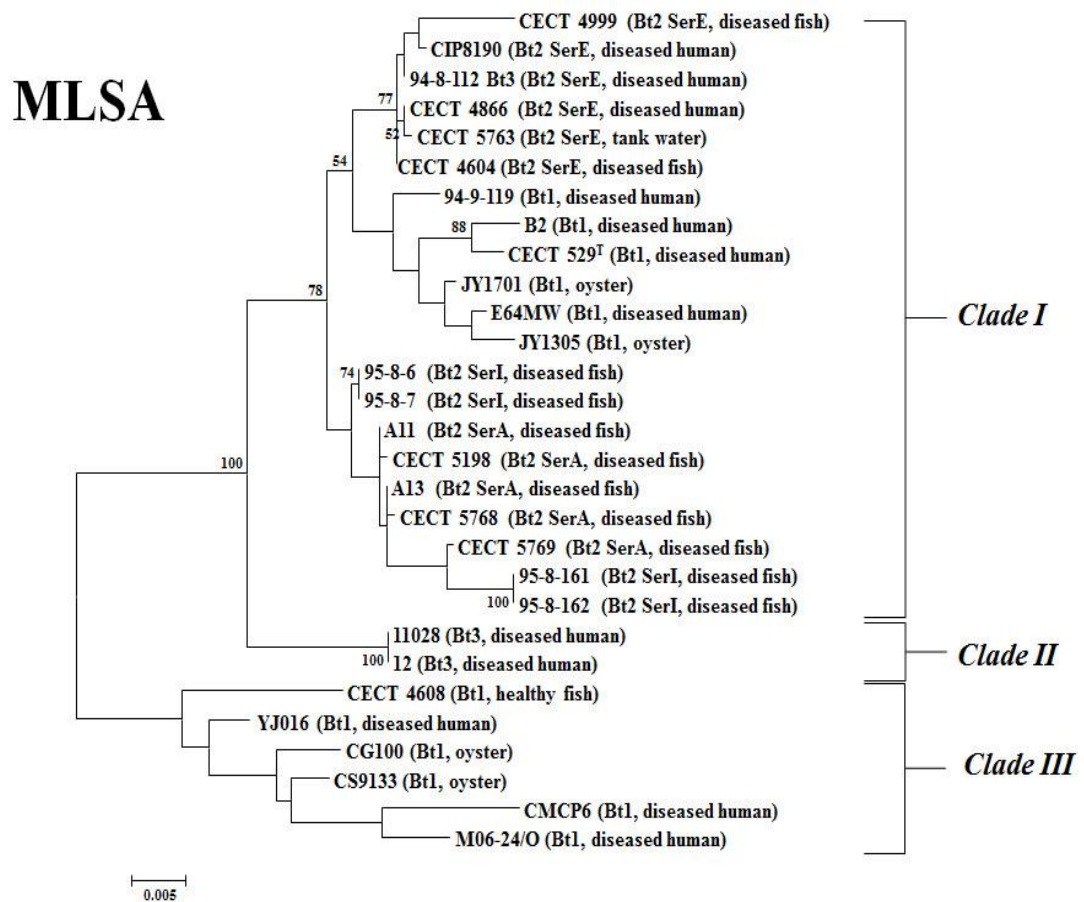 MLSA
CECT 4999 (Bt2 SerE, diseased fish)
CIP8190 (Bt2 SerE, diseased human)
94-8-112 Bt3 (Bt2 SerE, diseased human)
77
CECT 4866 (Bt2 SerE, diseased human)
52
CECT 5763 (Bt2 SerE, tank water)
54
CECT 4604 (Bt2 SerE, diseased fish)
94-9-119 (Bt1, diseased human)
88
B2 (Bt1, diseased human)
CECT 529T (Bt1, diseased human)
78
JY1701 (Bt1, oyster)
E64MW (Bt1, diseased human)
Clade I
JY1305 (Bt1, oyster)
74
95-8-6 (Bt2 SerI, diseased fish)
95-8-7 (Bt2 SerI, diseased fish)
A11 (Bt2 SerA, diseased fish)
100
CECT 5198 (Bt2 SerA, diseased fish)
A13 (Bt2 SerA, diseased fish)
CECT 5768 (Bt2 SerA, diseased fish)
CECT 5769 (Bt2 SerA, diseased fish)
95-8-161 (Bt2 SerI, diseased fish)
100
95-8-162 (Bt2 SerI, diseased fish)
11028 (Bt3, diseased human)
Clade II
100
12 (Bt3, diseased human)
CECT 4608 (Bt1, healthy fish)
YJ016 (Bt1, diseased human)
CG100 (Bt1, oyster)
Clade III
CS9133 (Bt1, oyster)
CMCP6 (Bt1, diseased human)
M06-24/O (Bt1, diseased human)
0.005